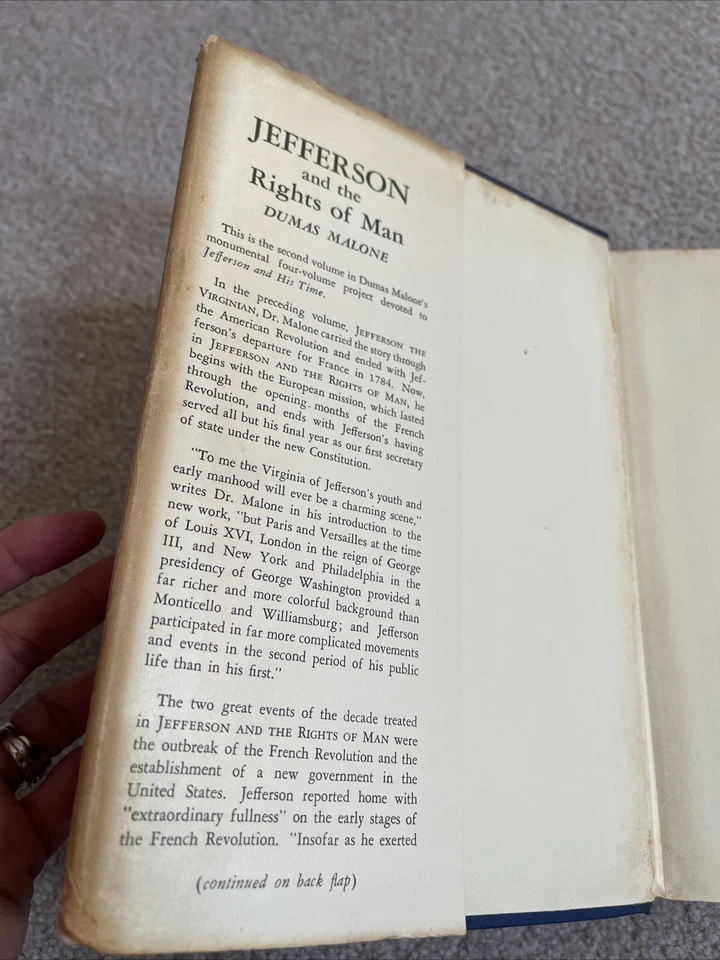 JEFFERSON
and the
Rights of Man
DUMAS MALONE
This is the second volume in Dumas Malone's
monumental four-volume project devoted to
Jefferson and His Time.
In the preceding volume, JEFFERSON THE
VIRGINIAN, Dr. Malone carried the story through
the American Revolution and ended with Jef-
ferson's departure for France in 1784. Now,
in JEFFERSON AND THE RIGHTS OF MAN, he
begins with the European mission, which lasted
through the opening months of the French
Revolution, and ends with Jefferson's having
served all but his final year as our first secretary
of state under the new Constitution.
"To me the Virginia of Jefferson's youth and
early manhood will ever be a charming scene,"
writes Dr. Malone in his introduction to the
new work, "but Paris and Versailles at the time
of Louis XVI, London in the reign of George
III, and New York and Philadelphia in the
presidency of George Washington provided a
far richer and more colorful background than
Monticello and Williamsburg; and Jefferson
participated in far more complicated movements
and events in the second period of his public
life than in his first."
The two great events of the decade treated
in JEFFERSON AND THE RIGHTS OF MAN were
the outbreak of the French Revolution and the
establishment of a new government in the
United States. Jefferson reported home with
"extraordinary fullness" on the early stages of
the French Revolution. "Insofar as he exerted
(continued on back flap)